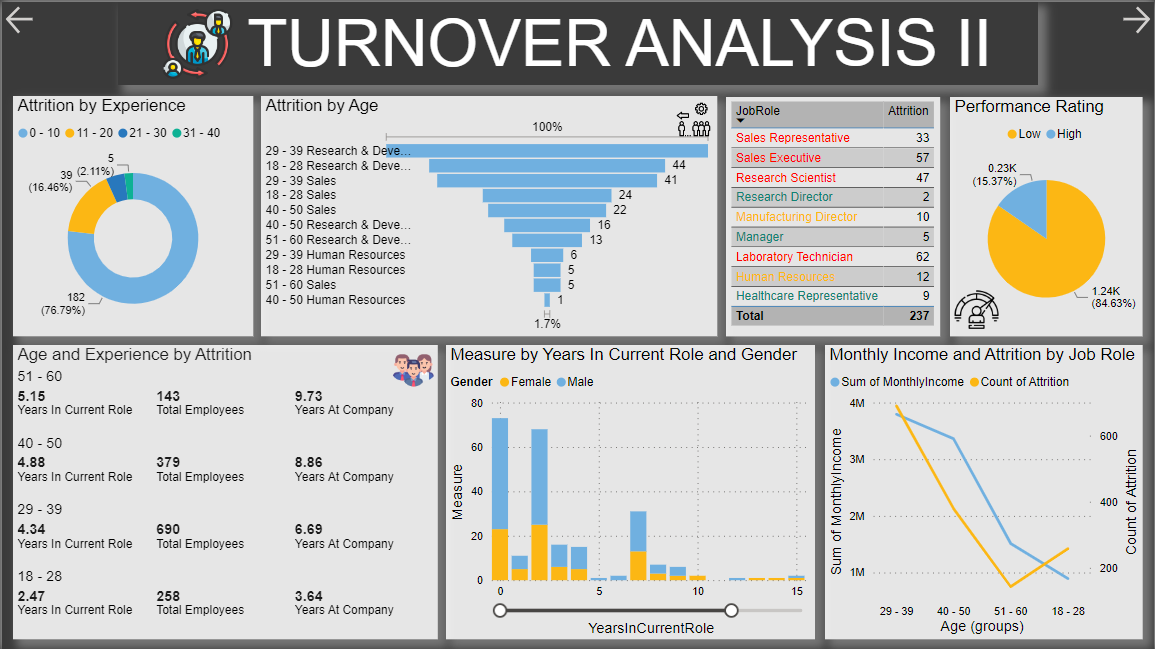 TURNOVER ANALYSIS II
Attrition by Experience
0 - 10 11 - 20 21 - 30 31 - 40
5
(2.11%)
39
(16.46%)
182
(76.79%)
Attrition by Age
100%
29 - 39 Research & Deve...
18 - 28 Research & Deve... 44
29 - 39 Sales 41
18 - 28 Sales 24
40 - 50 Sales 22
40 - 50 Research & Deve... 16
51 - 60 Research & Deve... 13
29 - 39 Human Resources 6
18 - 28 Human Resources 5
51 - 60 Sales 5
40 - 50 Human Resources 1
1.7%
JobRole Attrition
Sales Representative 33
Sales Executive 57
Research Scientist 47
Research Director 2
Manufacturing Director 10
Manager 5
Laboratory Technician 62
Human Resources 12
Healthcare Representative 9
Total 237
Performance Rating
Low High
0.23K
(15.37%)
1.24K
(84.63%)
Age and Experience by Attrition
51 - 60
5.15 143 9.73
Years In Current Role Total Employees Years At Company
40 - 50
4.88 379 8.86
Years In Current Role Total Employees Years At Company
29 - 39
4.34 690 6.69
Years In Current Role Total Employees Years At Company
18 - 28
2.47 258 3.64
Years In Current Role Total Employees Years At Company
Measure by Years In Current Role and Gender
Gender Female Male
80
60
40
20
0
Measure
0 5 10 15
YearsInCurrentRole
Monthly Income and Attrition by Job Role
Sum of MonthlyIncome Count of Attrition
4M
3M
2M
1M
Sum of MonthlyIncome
600
400
200
Count of Attrition
29 - 39 40 - 50 51 - 60 18 - 28
Age (groups)